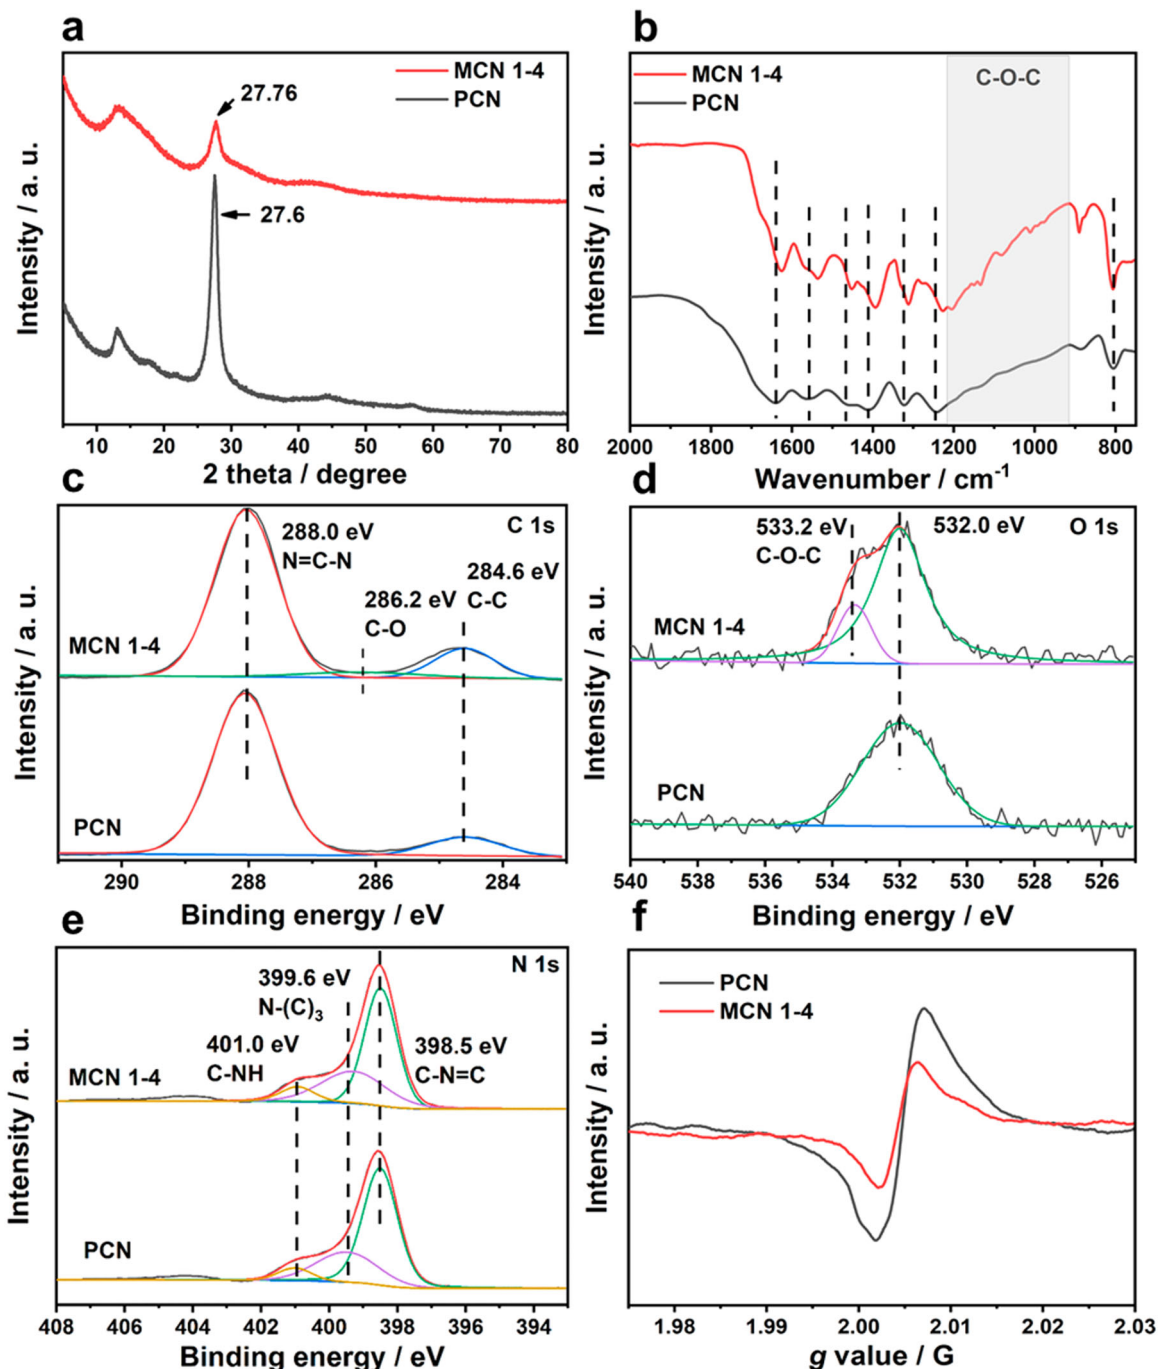 a
MCN 1-4
PCN
27.76
27.6
Intensity / a. u.
10 20 30 40 50 60 70 80
2 theta / degree
b
MCN 1-4
PCN
C-O-C
Intensity / a. u.
2000 1800 1600 1400 1200 1000 800
Wavenumber / cm-1
c
C 1s
288.0 eV
N=C-N
284.6 eV
C-C
286.2 eV
C-O
MCN 1-4
PCN
Intensity / a. u.
290 288 286 284
Binding energy / eV
d
O 1s
533.2 eV
C-O-C
532.0 eV
MCN 1-4
PCN
Intensity / a. u.
540 538 536 534 532 530 528 526
Binding energy / eV
e
N 1s
399.6 eV
N-(C)3
401.0 eV
C-NH
398.5 eV
C-N=C
MCN 1-4
PCN
Intensity / a. u.
408 406 404 402 400 398 396 394
Binding energy / eV
f
PCN
MCN 1-4
Intensity / a. u.
1.98 1.99 2.00 2.01 2.02 2.03
g value / G